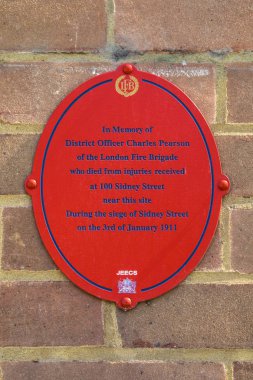 In Memory of
District Officer Charles Pearson
of the London Fire Brigade
who died from injuries received
at 100 Sidney Street
near this site
During the siege of Sidney Street
on the 3rd of January 1911
JEECS